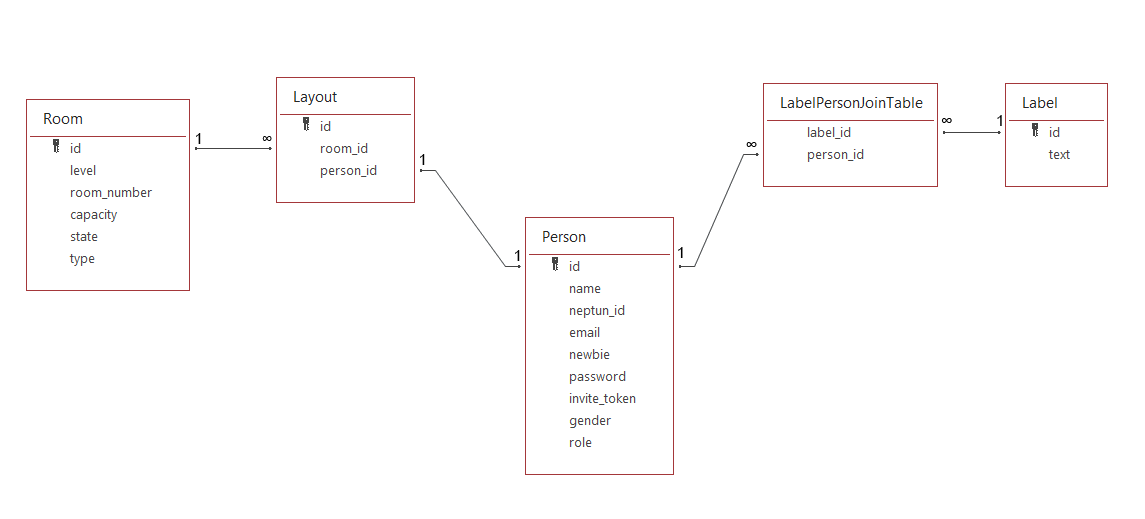 Room
id
level
room_number
capacity
state
type
1
∞
Layout
id
room_id
person_id
1
1
Person
id
name
neptun_id
email
newbie
password
invite_token
gender
role
1
∞
LabelPersonJoinTable
label_id
person_id
∞
1
Label
id
text